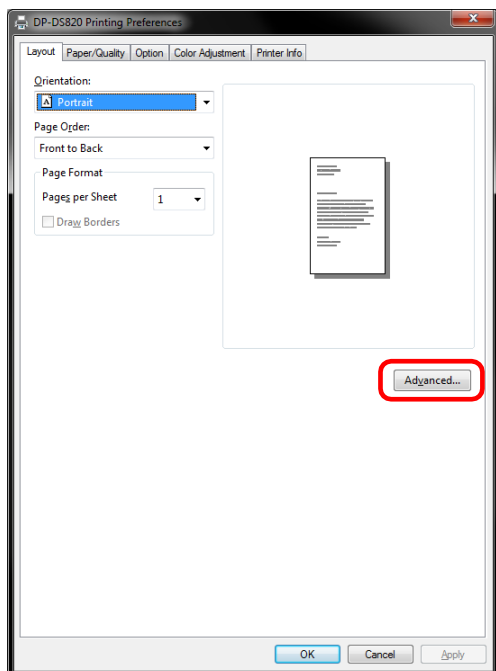 DP-DS820 Printing Preferences
Layout Paper/Quality Option Color Adjustment Printer Info
Orientation:
A Portrait
Page Order:
Front to Back
Page Format
Pages per Sheet 1
Draw Borders
Advanced...
OK Cancel Apply